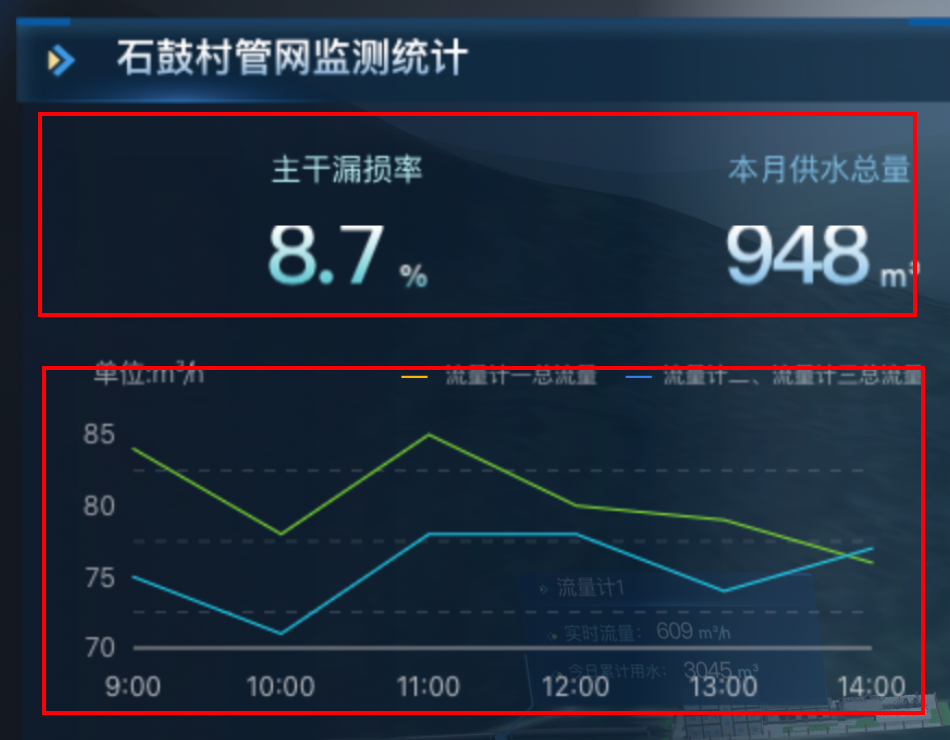 石鼓村管网监测统计
主干漏损率 本月供水总量
8.7 % 948 m³
单位:m³/h 流量计一总流量 流量计二、流量计三总流量
85
80
75
流量计1
实时流量: 609 m³/h
70
今日累计用水: 3045 m³
9:00 10:00 11:00 12:00 13:00 14:00